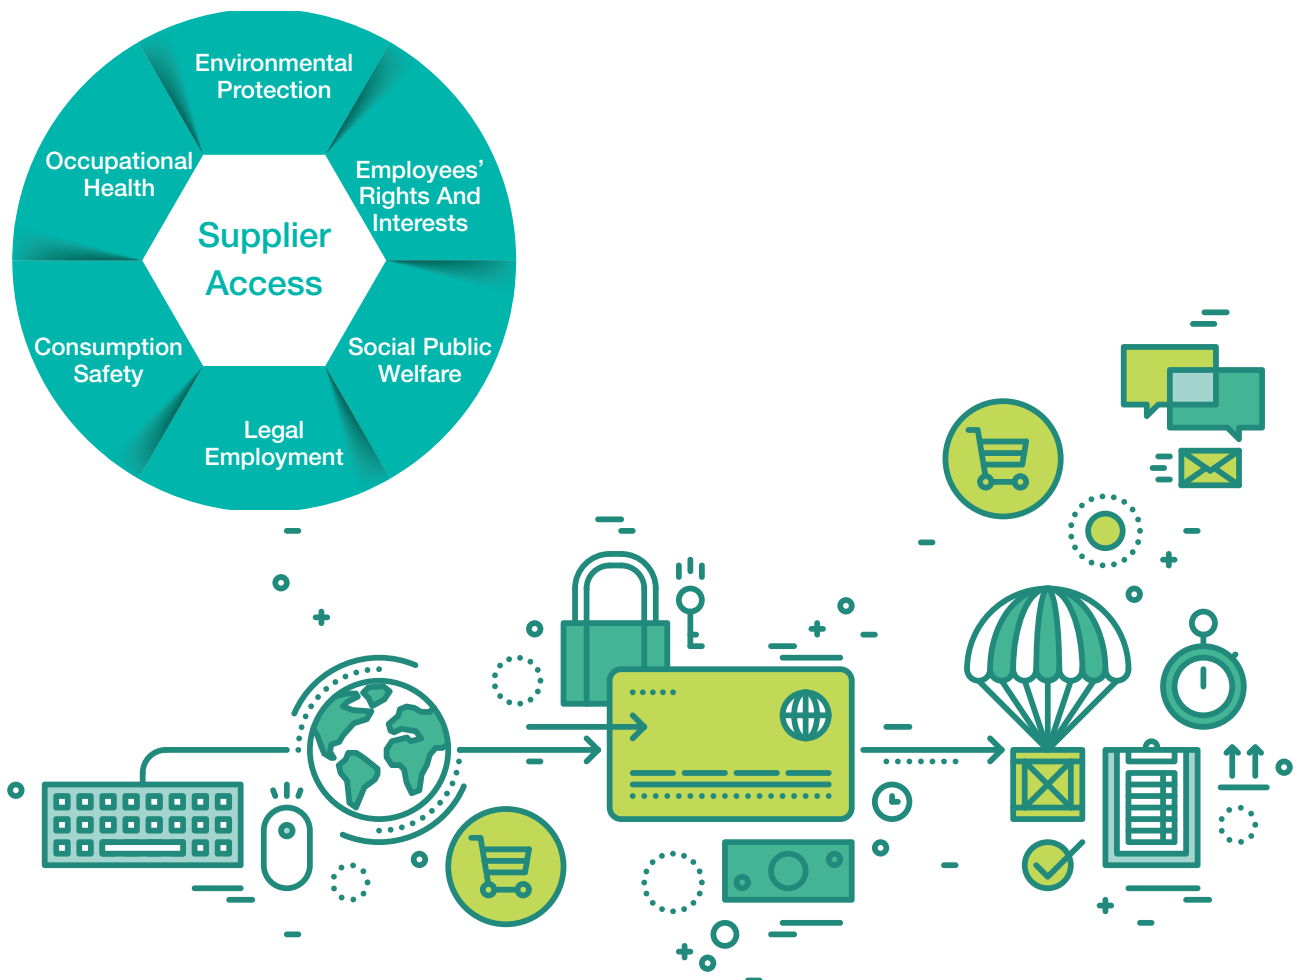 Environmental
Protection
Employees’
Rights And
Interests
Social Public
Welfare
Legal
Employment
Consumption
Safety
Occupational
Health
Supplier
Access